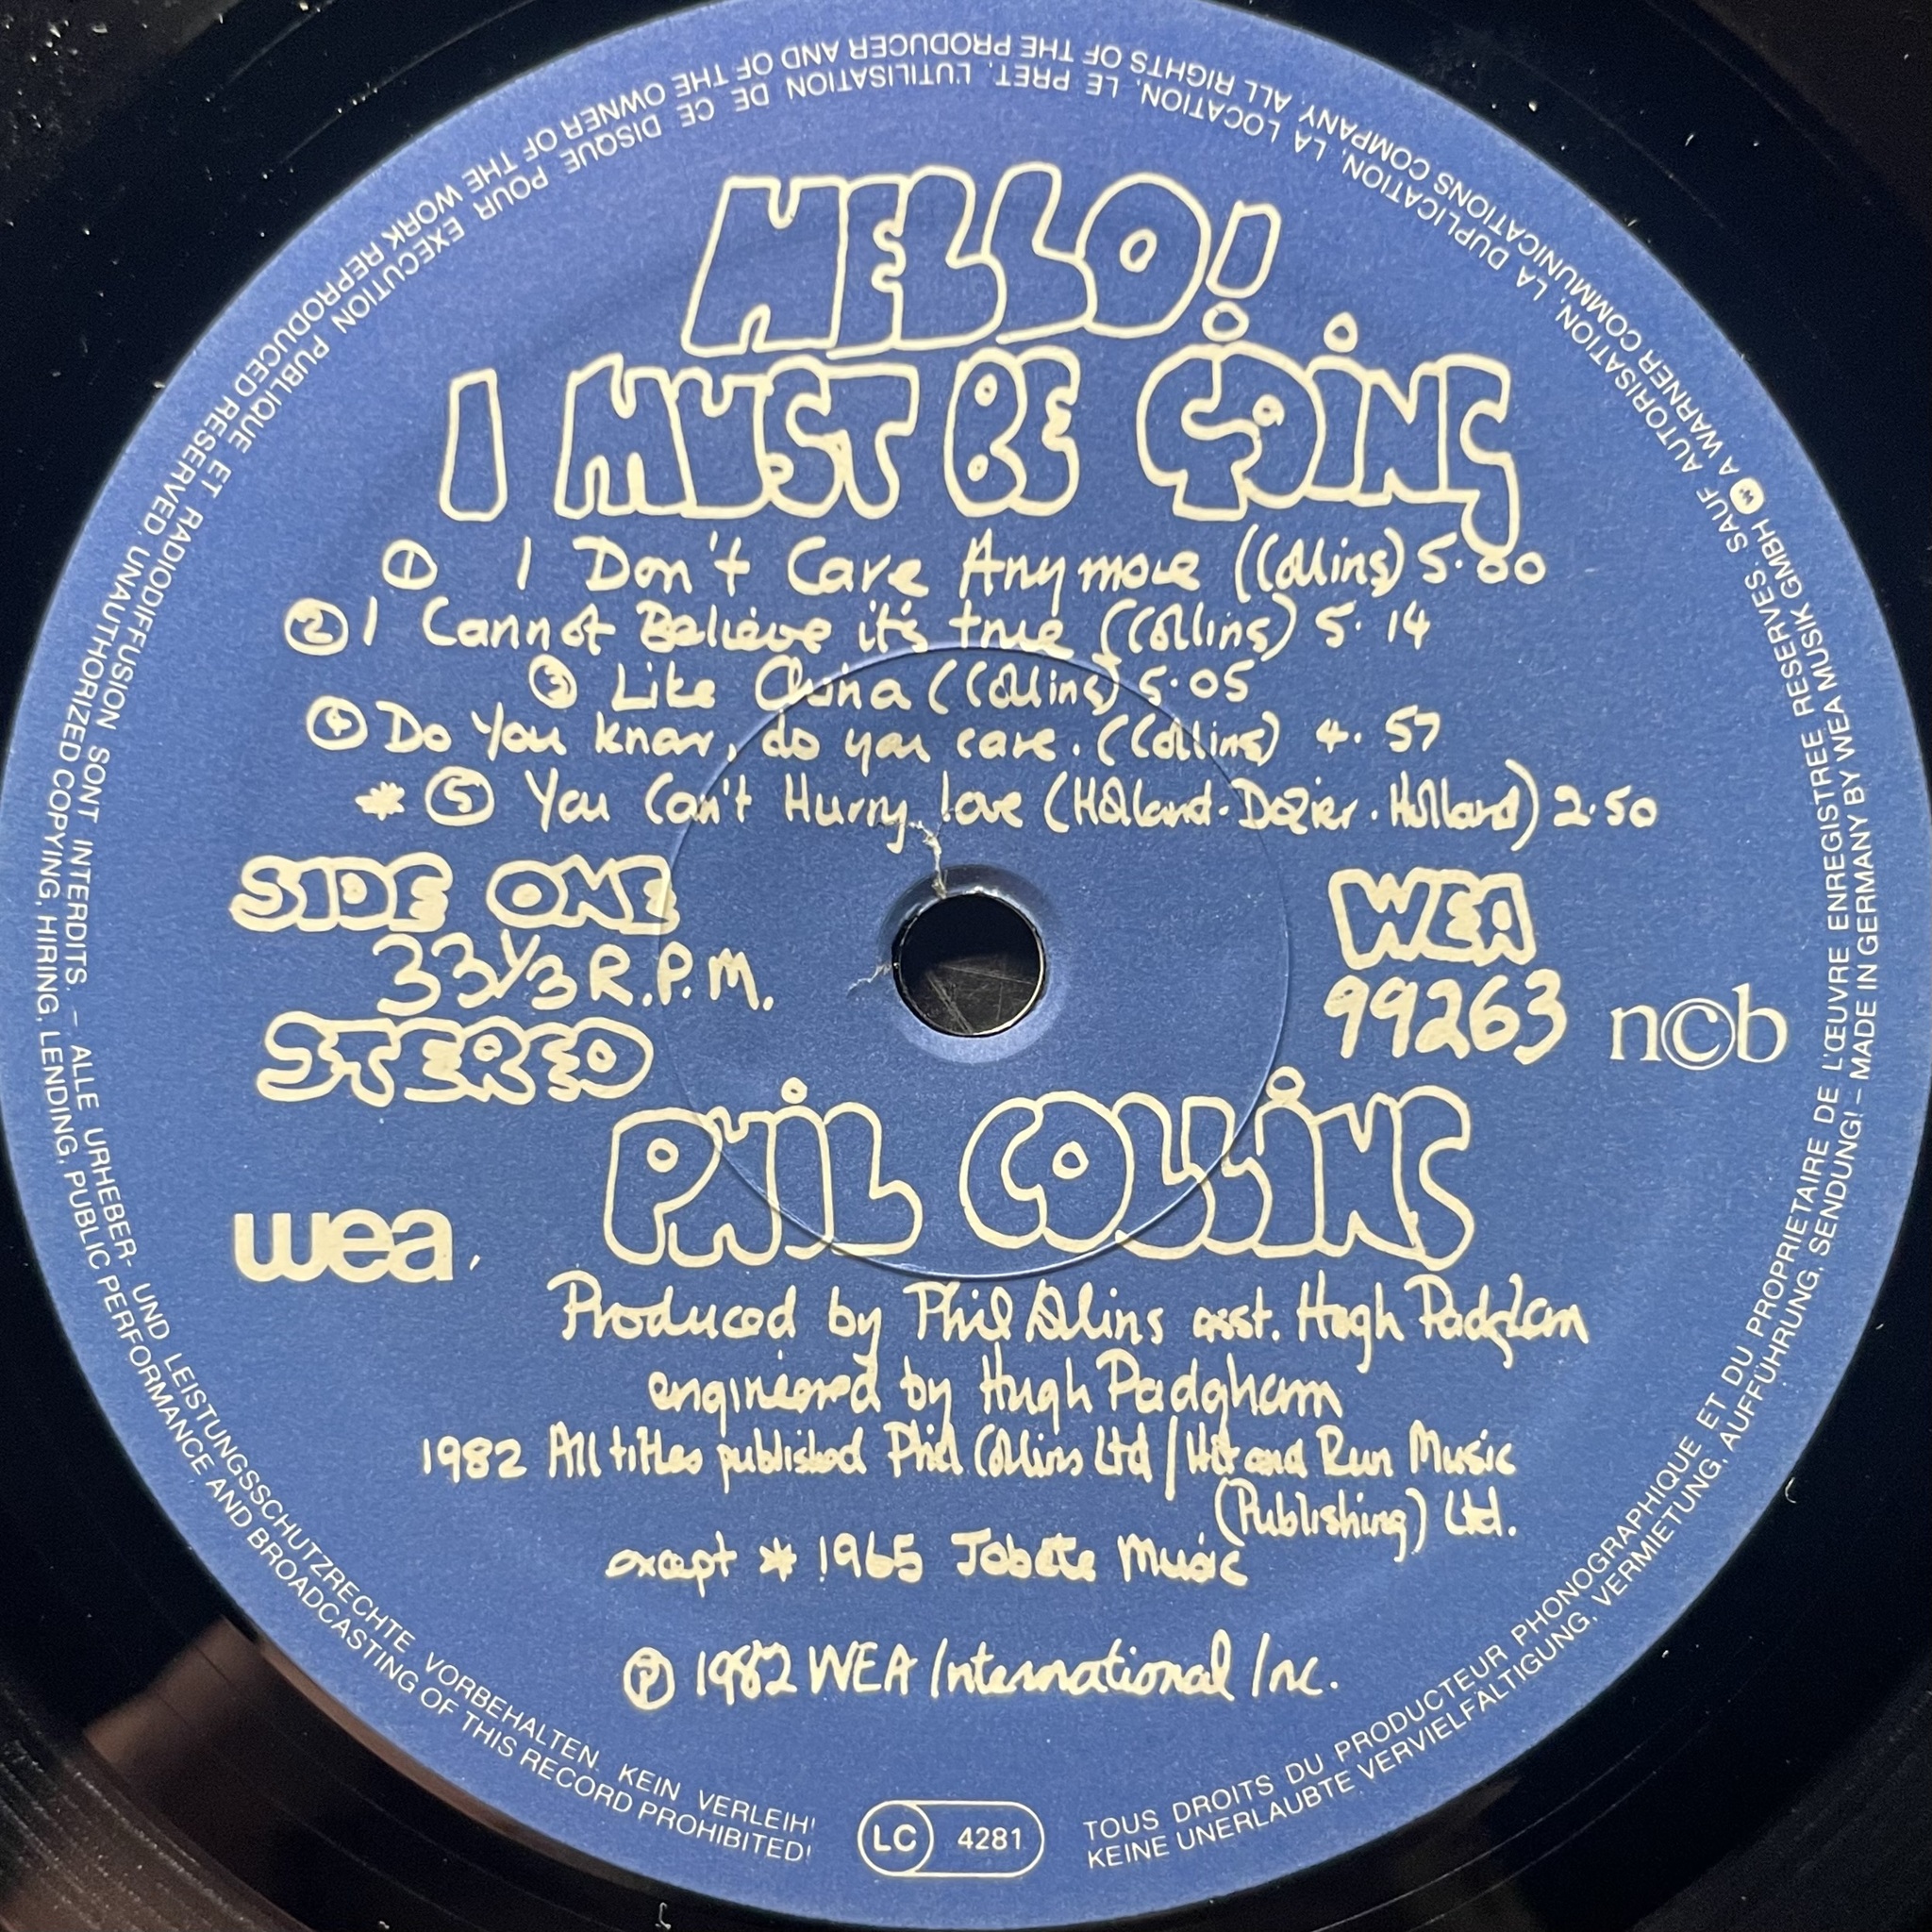 HELLO!
I MUST BE GOING
① I Don't Care Anymore (Collins) 5·00
② I Cannot Believe it's true (Collins) 5·14
③ Like China (Collins) 5·05
④ Do You know, do you care. (Collins) 4·57
* ⑤ You Can't Hurry love (Holland·Dozier·Holland) 2·50
SIDE ONE
33 1/3 R.P.M.
STEREO
WEA
99263
n©b
PHIL COLLINS
wea.
Produced by Phil Collins asst. Hugh Padgham
engineered by Hugh Padgham
1982 All titles published Phil Collins Ltd / Hit and Run Music
(Publishing) Ltd.
except * 1965 Jobete Music
℗ 1982 WEA International Inc.
LC 4281
TOUS DROITS DU PRODUCTEUR PHONOGRAPHIQUE ET DU PROPRIETAIRE DE L'ŒUVRE ENREGISTREE RESERVES. SAUF AUTORISATION, LA DUPLICATION, LA LOCATION, LE PRET, L'UTILISATION DE CE DISQUE POUR EXECUTION PUBLIQUE ET RADIODIFFUSION SONT INTERDITS. – ALLE URHEBER- UND LEISTUNGSSCHUTZRECHTE VORBEHALTEN. KEIN VERLEIH!
KEINE UNERLAUBTE VERVIELFÄLTIGUNG, VERMIETUNG, AUFFÜHRUNG, SENDUNG! – MADE IN GERMANY BY WEA MUSIK GMBH A WARNER COMMUNICATIONS COMPANY. ALL RIGHTS OF THE PRODUCER AND OF THE OWNER OF THE WORK REPRODUCED RESERVED. UNAUTHORIZED COPYING, HIRING, LENDING, PUBLIC PERFORMANCE AND BROADCASTING OF THIS RECORD PROHIBITED!